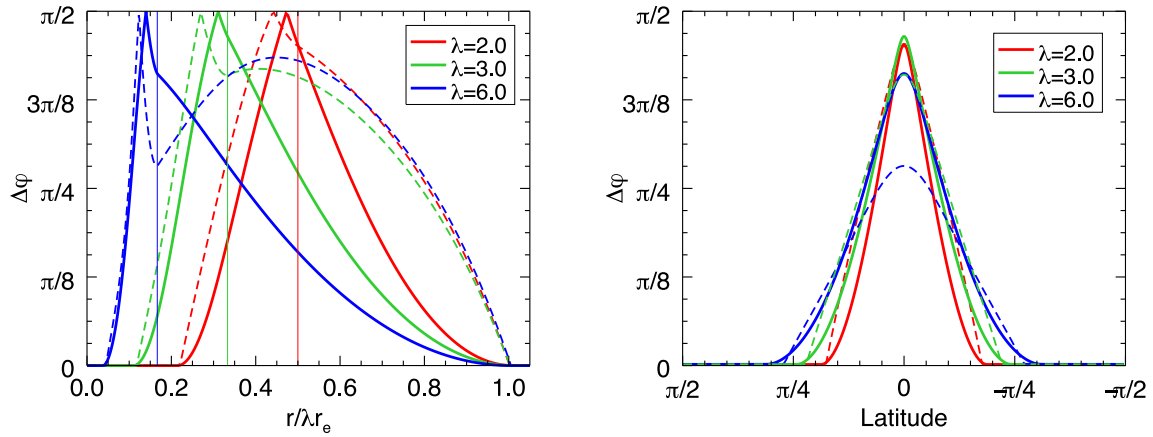 π/2
3π/8
π/4
π/8
0
Δφ
0.0
0.2
0.4
0.6
0.8
1.0
r/λrₑ
λ=2.0
λ=3.0
λ=6.0
π/2
3π/8
π/4
π/8
0
Δφ
π/2
π/4
0
−π/4
−π/2
Latitude
λ=2.0
λ=3.0
λ=6.0